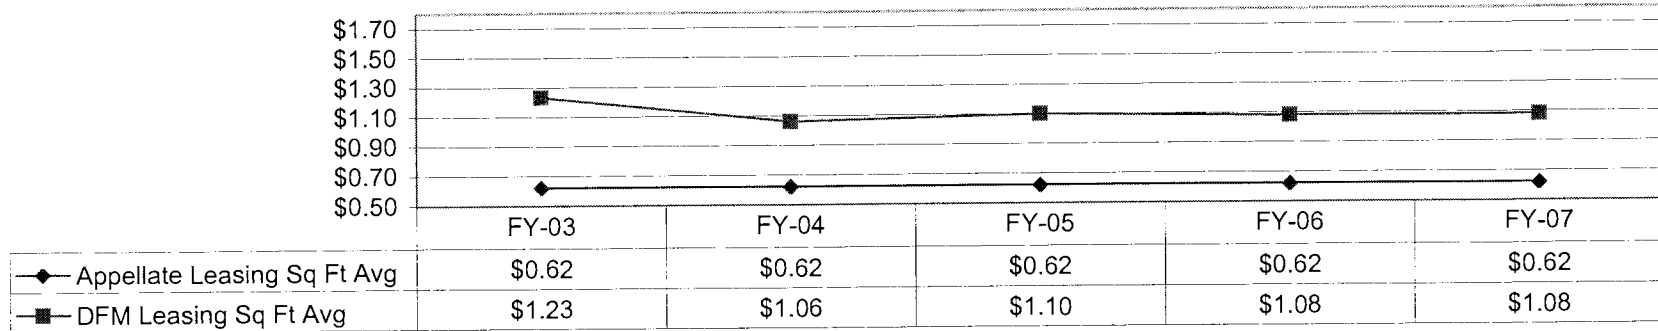 $1.70
$1.50
$1.30
$1.10
$0.90
$0.70
$0.50
FY-03 FY-04 FY-05 FY-06 FY-07
Appellate Leasing Sq Ft Avg $0.62 $0.62 $0.62 $0.62 $0.62
DFM Leasing Sq Ft Avg $1.23 $1.06 $1.10 $1.08 $1.08